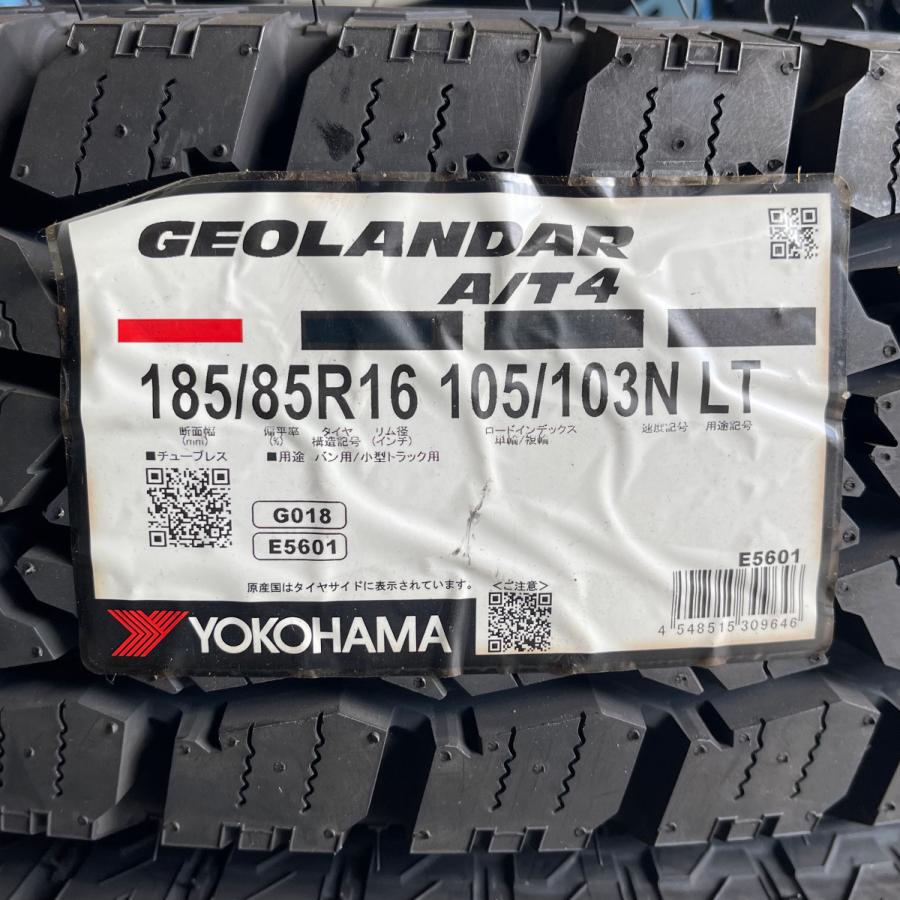 GEOLANDAR
A/T4
185/85R16 105/103N LT
断面幅 偏平率 タイヤ リム径 ロードインデックス 速度記号 用途記号
(mm) (%) 構造記号 (インチ) 単輪/複輪
■チューブレス ■用途 バン用/小型トラック用
G018
E5601
E5601
原産国はタイヤサイドに表示されています。
<ご注意>
YOKOHAMA
4 548515 309646